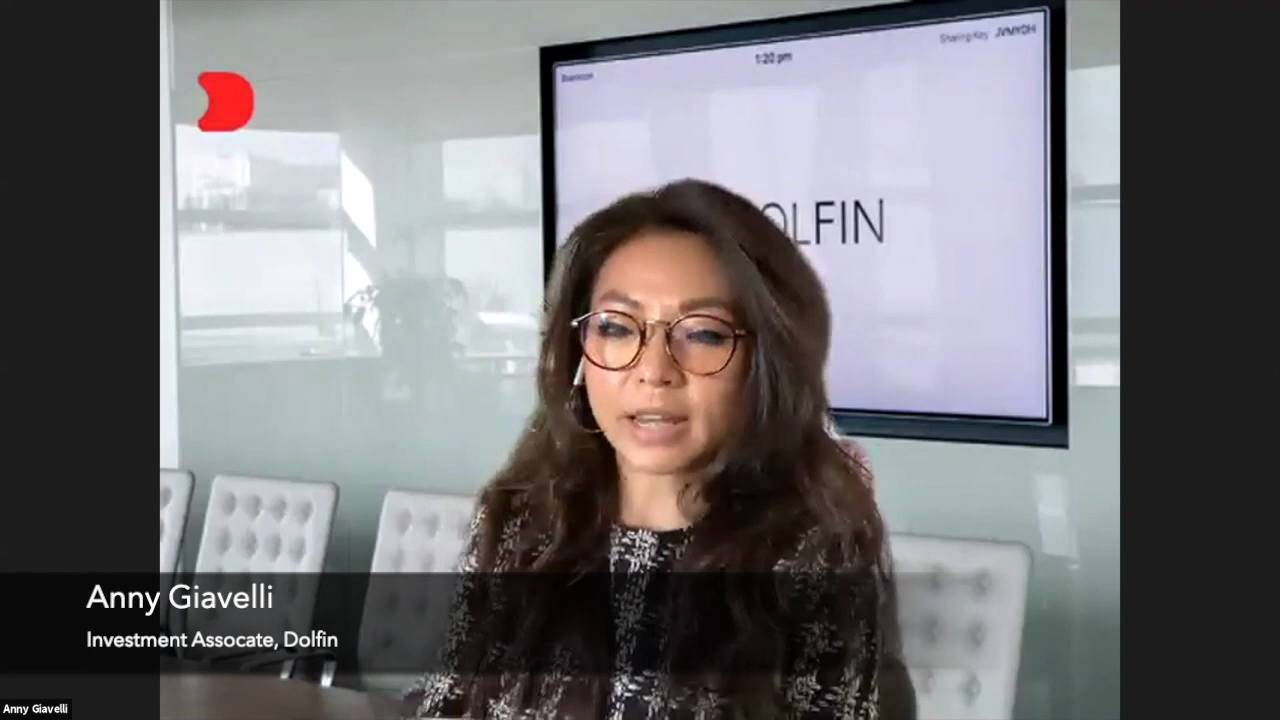 1:20 pm
Sharing Key JVMYDH
OLFIN
Anny Giavelli
Investment Assocate, Dolfin
Anny Giavelli